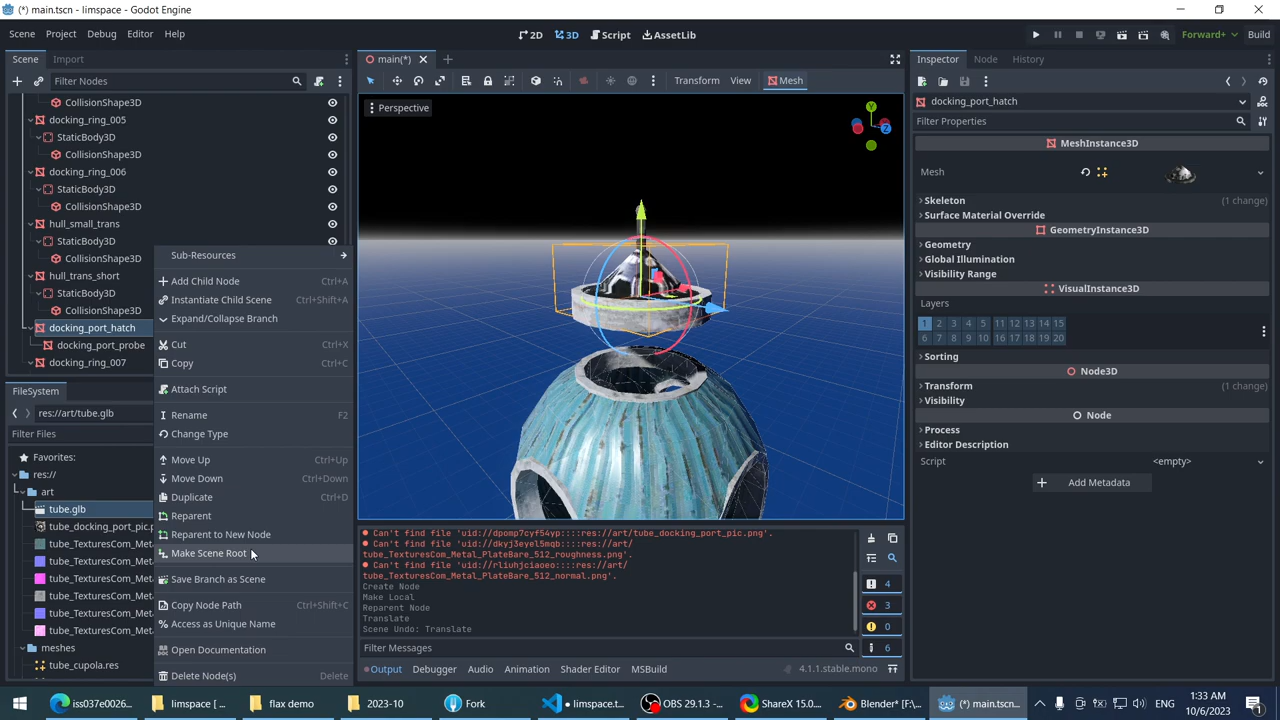 (*) main.tscn - limspace - Godot Engine
Scene Project Debug Editor Help
2D 3D Script AssetLib
Forward+ Build
Scene Import
Filter Nodes
CollisionShape3D
docking_ring_005
StaticBody3D
CollisionShape3D
docking_ring_006
StaticBody3D
CollisionShape3D
hull_small_trans
StaticBody3D
CollisionShape3D
hull_trans_short
StaticBody3D
CollisionShape3D
docking_port_hatch
docking_port_probe
docking_ring_007
FileSystem
res://art/tube.glb
Filter Files
Favorites:
res://
art
tube.glb
tube_docking_port_pic.p
tube_TexturesCom_Met
tube_TexturesCom_Met
tube_TexturesCom_Met
tube_TexturesCom_Met
tube_TexturesCom_Met
tube_TexturesCom_Met
meshes
tube_cupola.res
Sub-Resources
Add Child Node Ctrl+A
Instantiate Child Scene Ctrl+Shift+A
Expand/Collapse Branch
Cut Ctrl+X
Copy Ctrl+C
Attach Script
Rename F2
Change Type
Move Up Ctrl+Up
Move Down Ctrl+Down
Duplicate Ctrl+D
Reparent
Reparent to New Node
Make Scene Root
Save Branch as Scene
Copy Node Path Ctrl+Shift+C
Access as Unique Name
Open Documentation
Delete Node(s) Delete
main(*)
Transform View Mesh
Perspective
Y
Z
Can't find file 'uid://dpomp7cyf54yp::::res://art/tube_docking_port_pic.png'.
Can't find file 'uid://dkyj3eyel5mqb::::res://art/
tube_TexturesCom_Metal_PlateBare_512_roughness.png'.
Can't find file 'uid://rliuhjciaoeo::::res://art/
tube_TexturesCom_Metal_PlateBare_512_normal.png'.
Create Node
Make Local
Reparent Node
Translate
Scene Undo: Translate
4
3
0
6
Filter Messages
Output Debugger Audio Animation Shader Editor MSBuild 4.1.1.stable.mono
Inspector Node History
docking_port_hatch
Filter Properties
MeshInstance3D
Mesh
Skeleton (1 change)
Surface Material Override
GeometryInstance3D
Geometry
Global Illumination
Visibility Range
VisualInstance3D
Layers
1 2 3 4 5 11 12 13 14 15
6 7 8 9 10 16 17 18 19 20
Sorting
Node3D
Transform (1 change)
Visibility
Node
Process
Editor Description
Script <empty>
Add Metadata
iss037e0026... limspace [ ... flax demo 2023-10 Fork • limspace.t... OBS 29.1.3 - ... ShareX 15.0.... Blender* [F:\... (*) main.tscn...
1:33 AM
10/6/2023